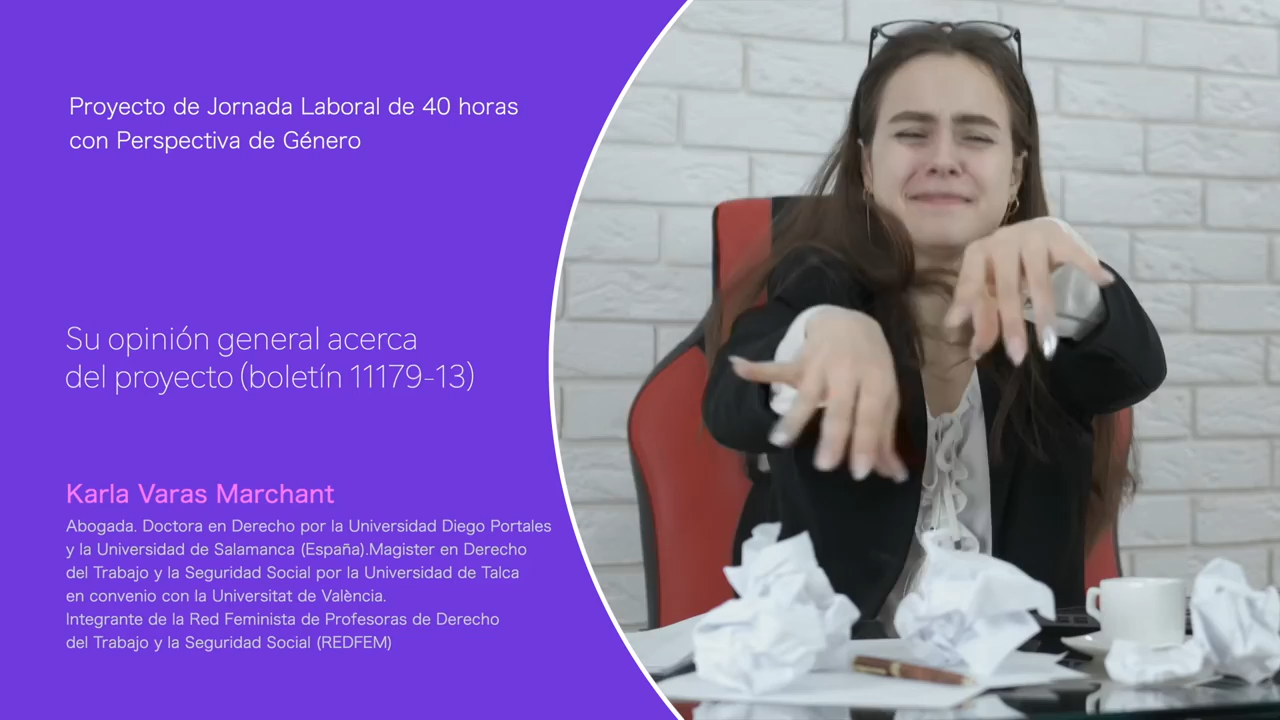 Proyecto de Jornada Laboral de 40 horas
con Perspectiva de Género
Su opinión general acerca
del proyecto (boletín 11179-13)
Karla Varas Marchant
Abogada. Doctora en Derecho por la Universidad Diego Portales
y la Universidad de Salamanca (España).Magister en Derecho
del Trabajo y la Seguridad Social por la Universidad de Talca
en convenio con la Universitat de València.
Integrante de la Red Feminista de Profesoras de Derecho
del Trabajo y la Seguridad Social (REDFEM)